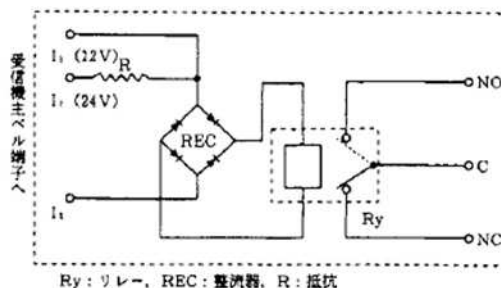 受信機主ベル端子へ
I₁ (12V)
R
I₂ (24V)
REC
NO
C
I₃
Ry
NC
Ry：リレー，REC：整流器，R：抵抗